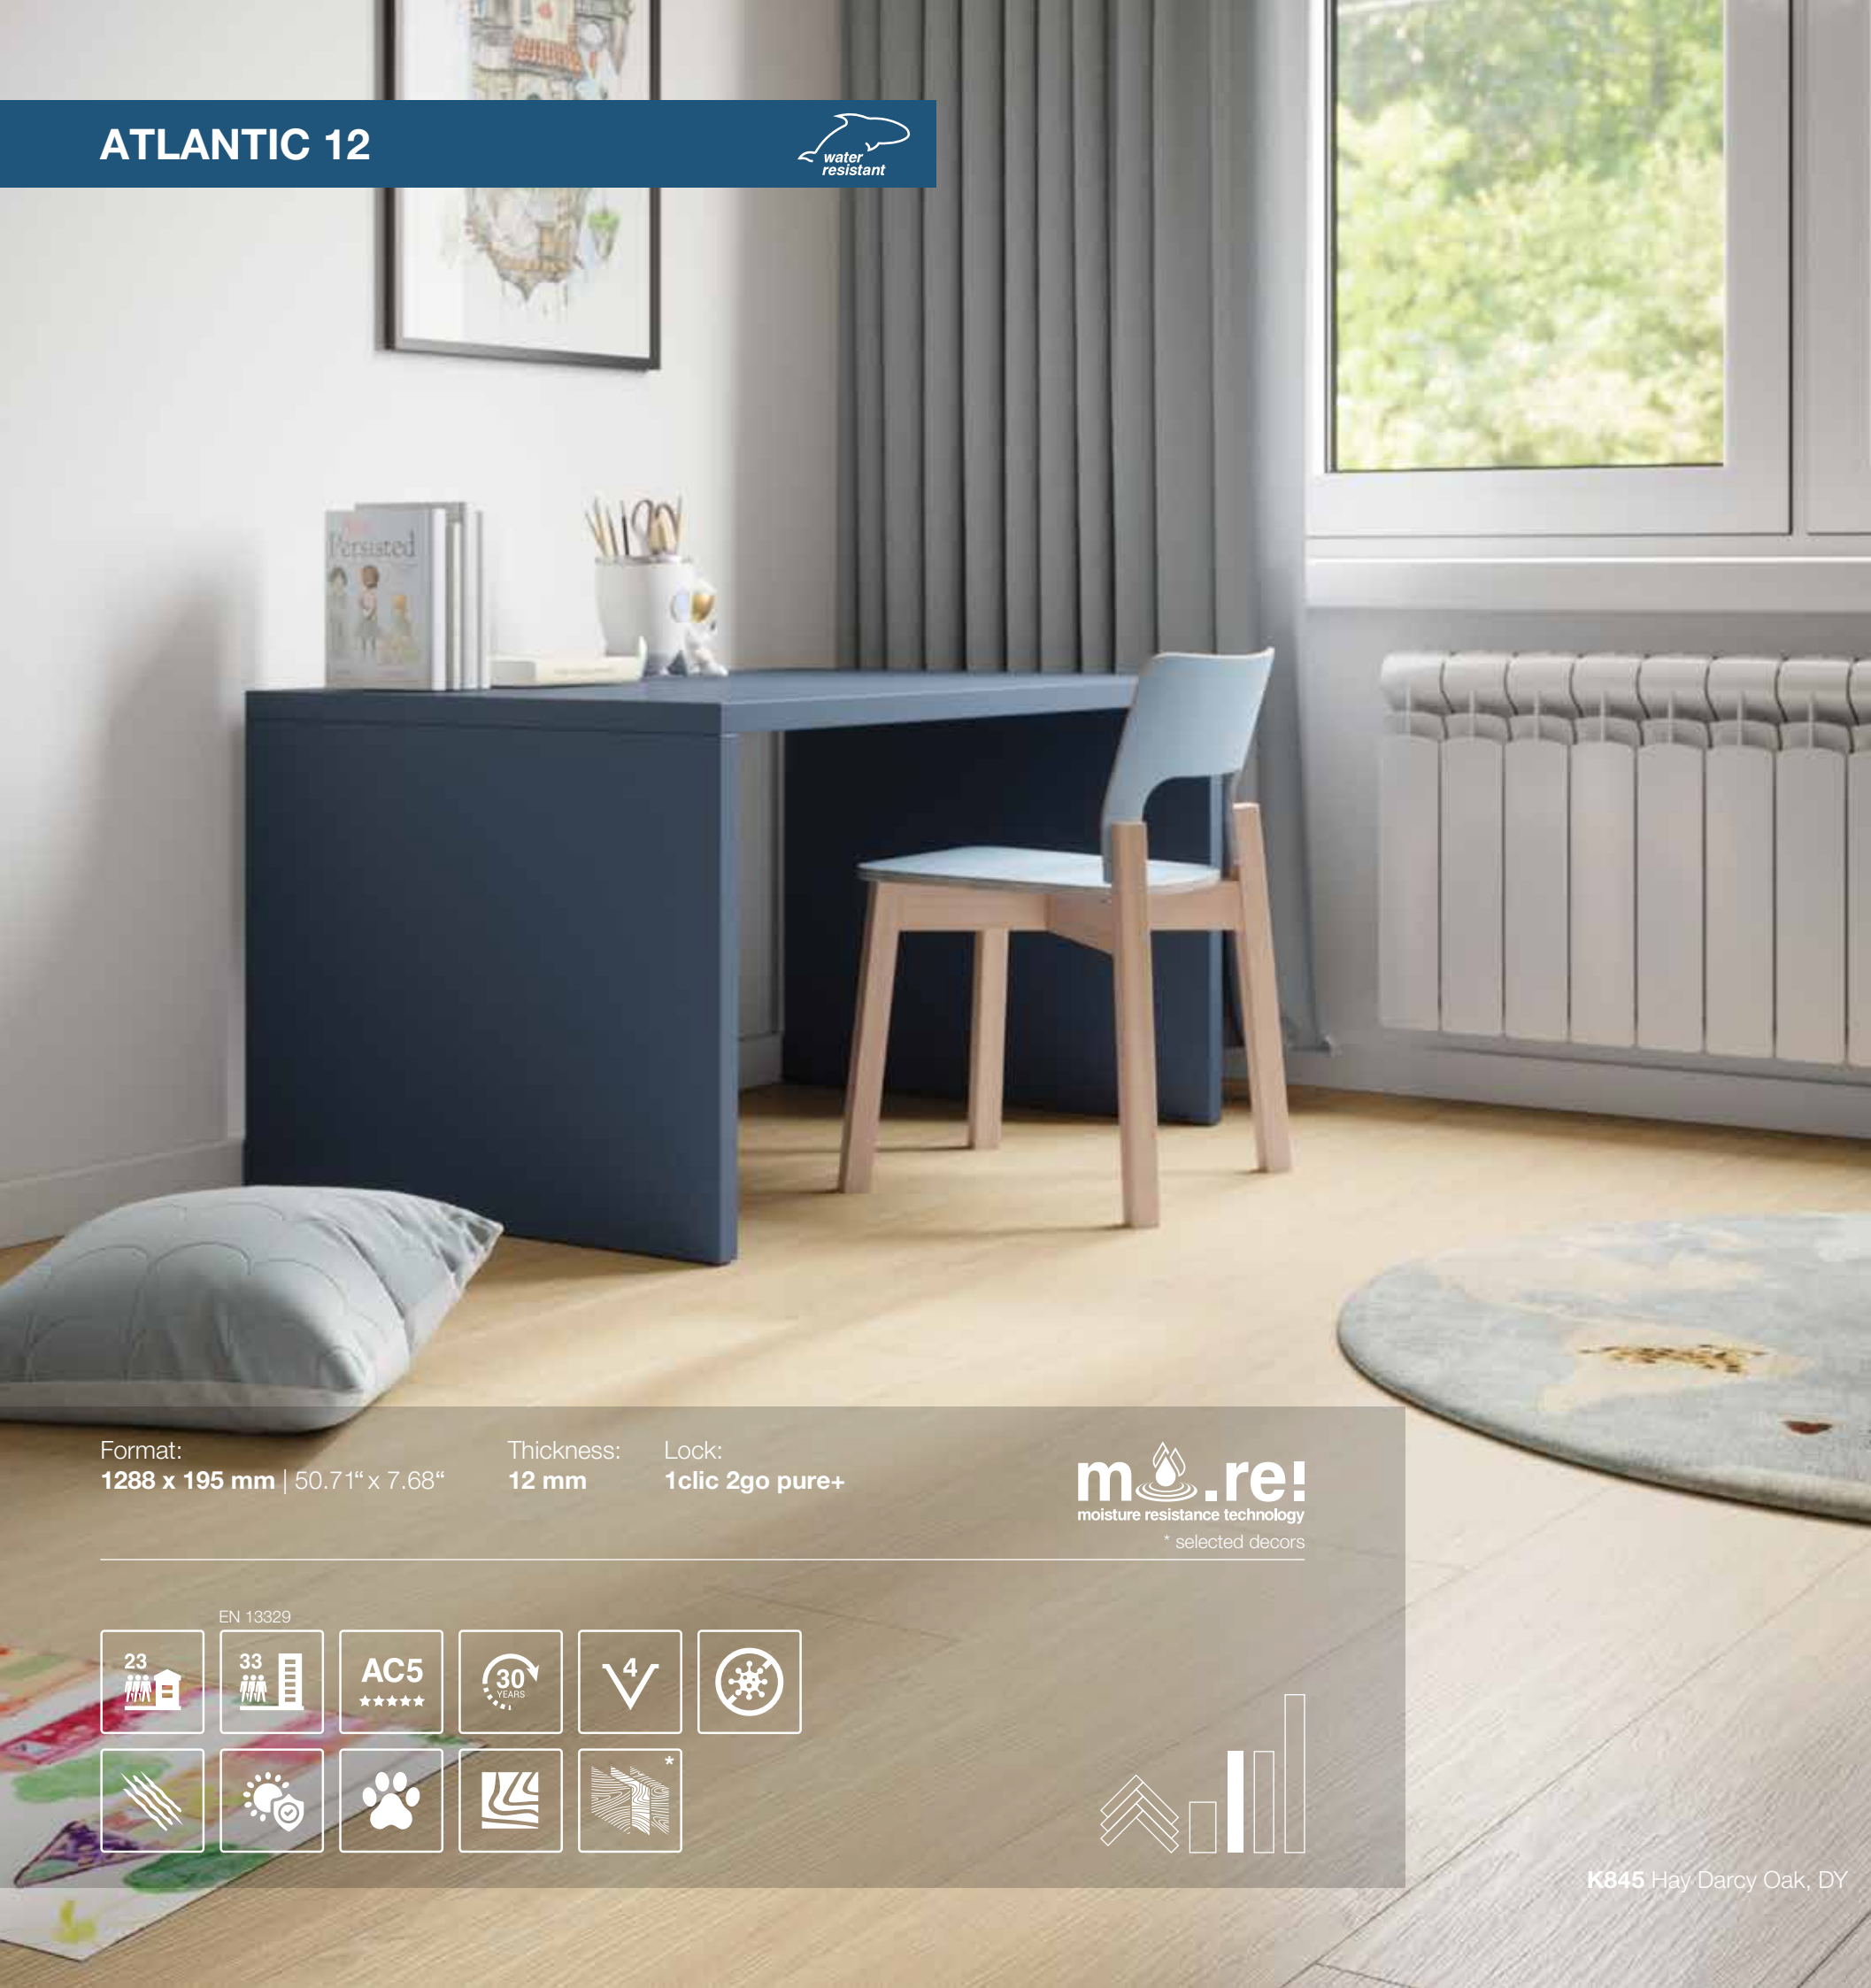 ATLANTIC 12
water
resistant
Persisted
Format:
1288 x 195 mm | 50.71“ x 7.68“
Thickness:
12 mm
Lock:
1clic 2go pure+
m .re!
moisture resistance technology
* selected decors
EN 13329
23
33
AC5
30
YEARS
4
*
K845 Hay Darcy Oak, DY